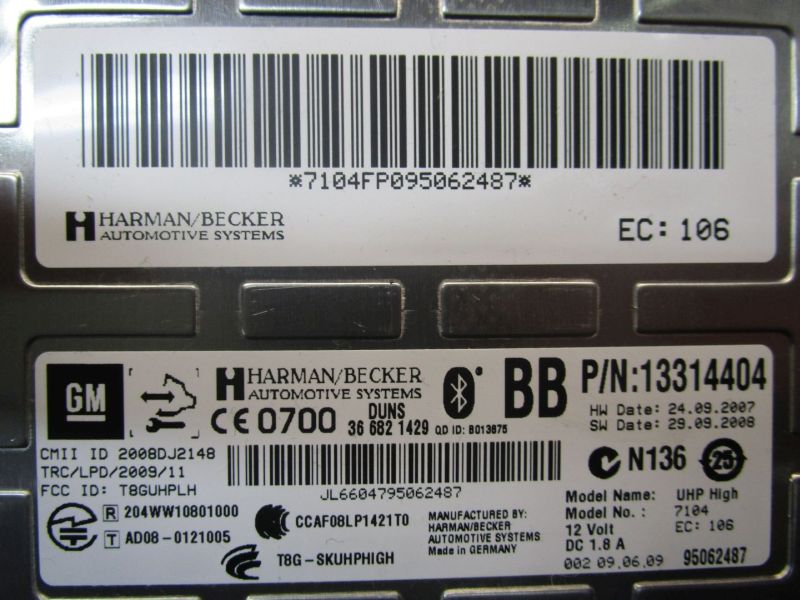 *7104FP095062487*
HARMAN/BECKER
AUTOMOTIVE SYSTEMS
EC: 106
GM
HARMAN/BECKER
AUTOMOTIVE SYSTEMS
BB
P/N:13314404
HW Date: 24.09.2007
SW Date: 29.09.2008
CE 0700
DUNS
36 682 1429
QD ID: B013875
CMII ID 2008DJ2148
TRC/LPD/2009/11
FCC ID: T8GUHPLH
JL6604795062487
N136
25
R 204WW10801000
T AD08-0121005
CCAF08LP1421T0
T8G-SKUHPHIGH
MANUFACTURED BY:
HARMAN/BECKER
AUTOMOTIVE SYSTEMS
Made in GERMANY
Model Name: UHP High
Model No.: 7104
12 Volt EC: 106
DC 1.8 A
002 09.06.09 95062487